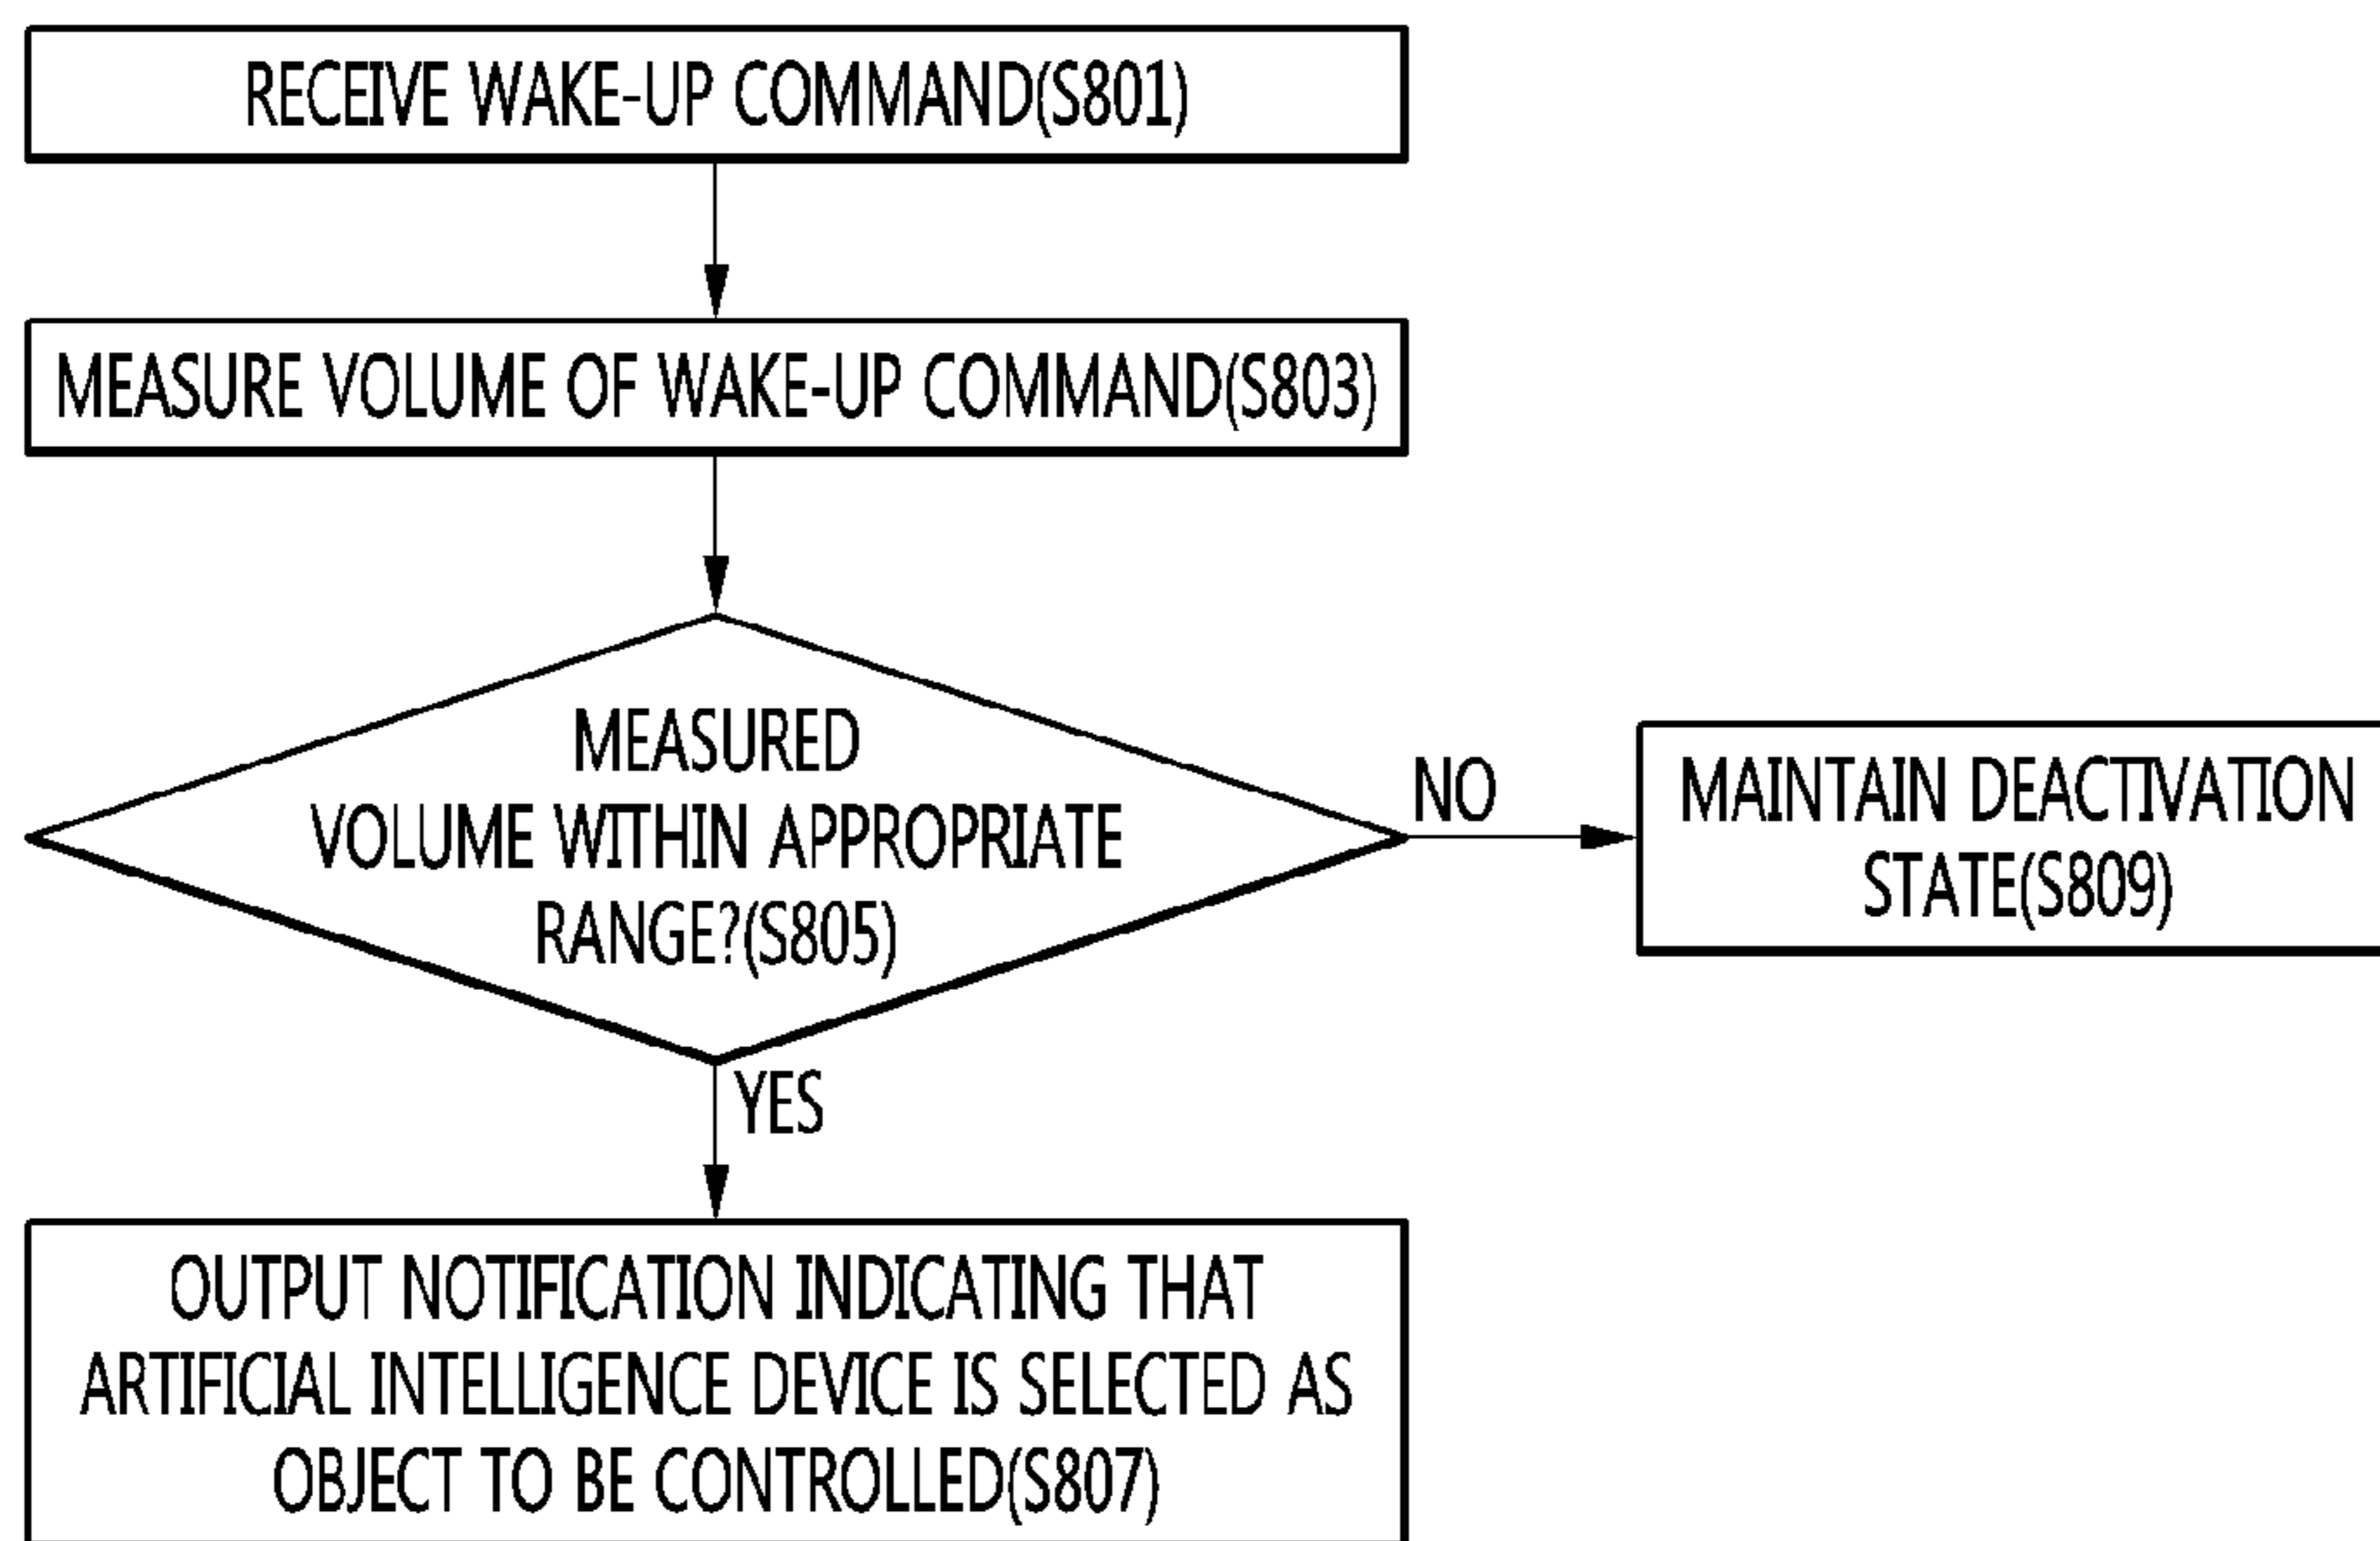 RECEIVE WAKE-UP COMMAND(S801)
MEASURE VOLUME OF WAKE-UP COMMAND(S803)
MEASURED
VOLUME WITHIN APPROPRIATE
RANGE?(S805)
NO
MAINTAIN DEACTIVATION
STATE(S809)
YES
OUTPUT NOTIFICATION INDICATING THAT
ARTIFICIAL INTELLIGENCE DEVICE IS SELECTED AS
OBJECT TO BE CONTROLLED(S807)